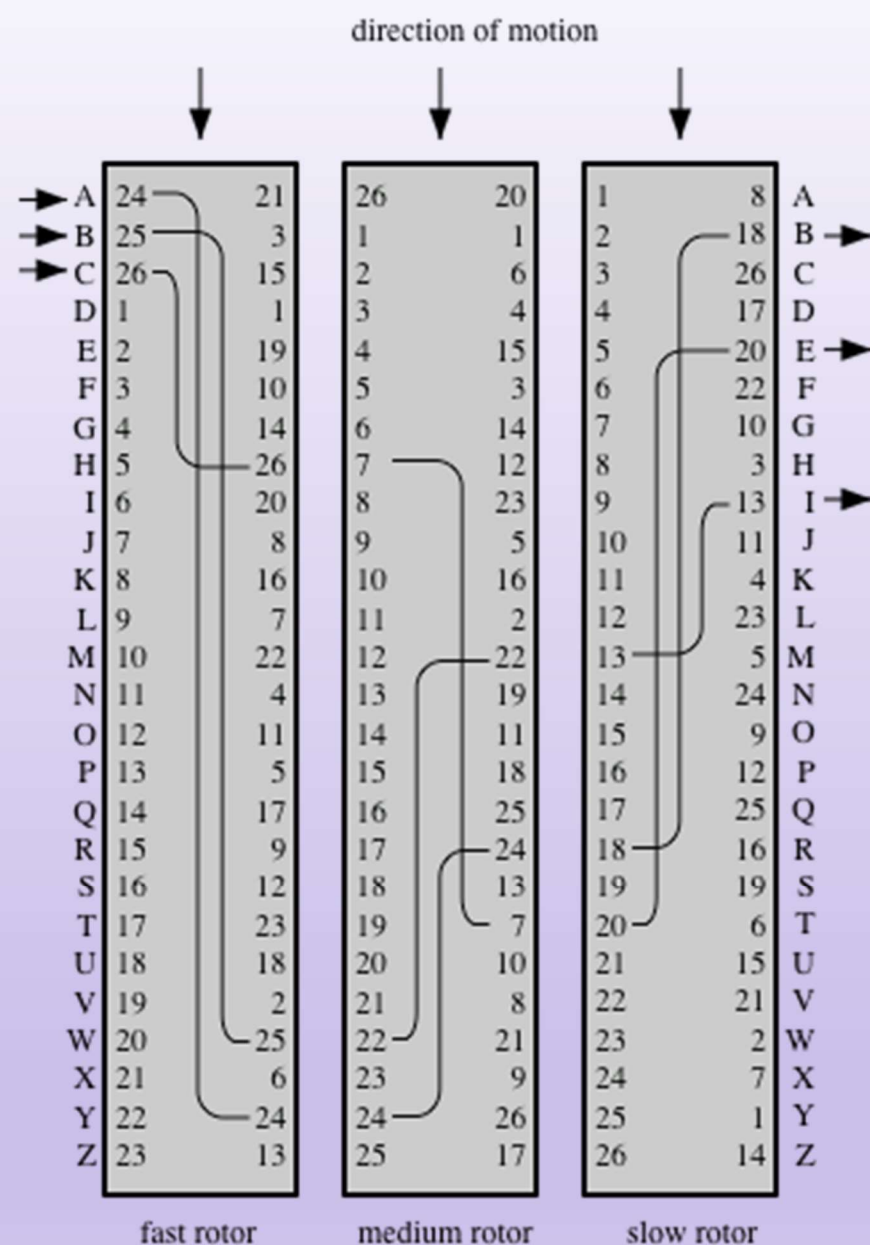 direction of motion
A 24 21 26 20 1 8 A
B 25 3 1 1 2 18 B
C 26 15 2 6 3 26 C
D 1 1 3 4 4 17 D
E 2 19 4 15 5 20 E
F 3 10 5 3 6 22 F
G 4 14 6 14 7 10 G
H 5 26 7 12 8 3 H
I 6 20 8 23 9 13 I
J 7 8 9 5 10 11 J
K 8 16 10 16 11 4 K
L 9 7 11 2 12 23 L
M 10 22 12 22 13 5 M
N 11 4 13 19 14 24 N
O 12 11 14 11 15 9 O
P 13 5 15 18 16 12 P
Q 14 17 16 25 17 25 Q
R 15 9 17 24 18 16 R
S 16 12 18 13 19 19 S
T 17 23 19 7 20 6 T
U 18 18 20 10 21 15 U
V 19 2 21 8 22 21 V
W 20 25 22 21 23 2 W
X 21 6 23 9 24 7 X
Y 22 24 24 26 25 1 Y
Z 23 13 25 17 26 14 Z
fast rotor medium rotor slow rotor